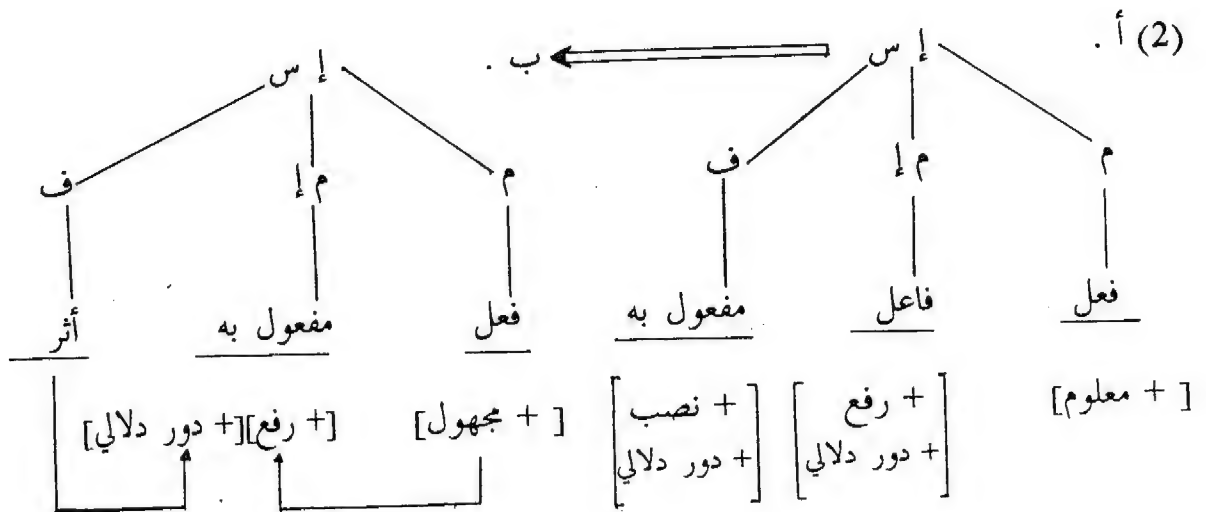 (2) أ . إ س ب . إ س
م م إ ف م م إ ف
فعل فاعل مفعول به فعل مفعول به أثر
[ + معلوم] [+ رفع + نصب [ + مجهول] [+ رفع][+ دور دلالي]
+ دور دلالي] + دور دلالي]